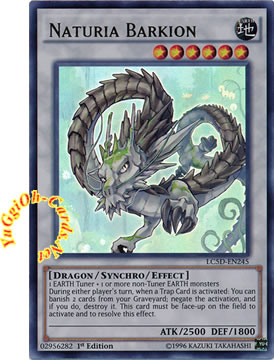 NATURIA BARKION
YuGiOh-Cards.Net
LC5D-EN245
[DRAGON / SYNCHRO / EFFECT]
1 EARTH Tuner + 1 or more non-Tuner EARTH monsters
During either player's turn, when a Trap Card is activated: You can
banish 2 cards from your Graveyard; negate the activation, and
if you do, destroy it. This card must be face-up on the field to
activate and to resolve this effect.
ATK/2500 DEF/1800
02956282 1st Edition ©1996 KAZUKI TAKAHASHI